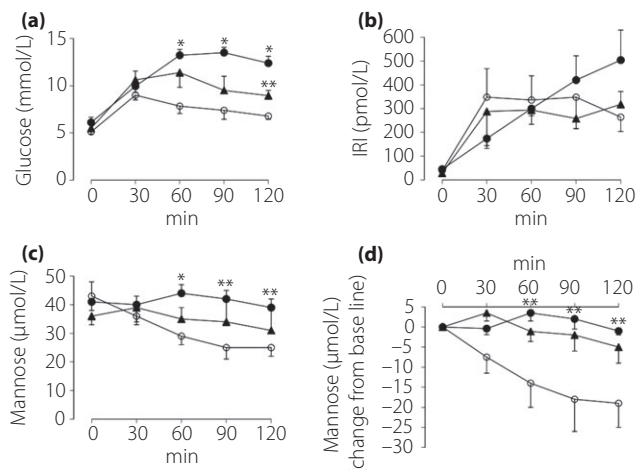 (a)
Glucose (mmol/L)
15
10
5
0
* * *
**
0 30 60 90 120
min
(b)
IRI (pmol/L)
600
500
400
300
200
100
0
0 30 60 90 120
min
(c)
Mannose (μmol/L)
50
40
30
20
10
0
* ** **
0 30 60 90 120
min
(d)
min
0 30 60 90 120
Mannose (μmol/L)
change from base line)
5
0
−5
−10
−15
−20
−25
−30
** ** **